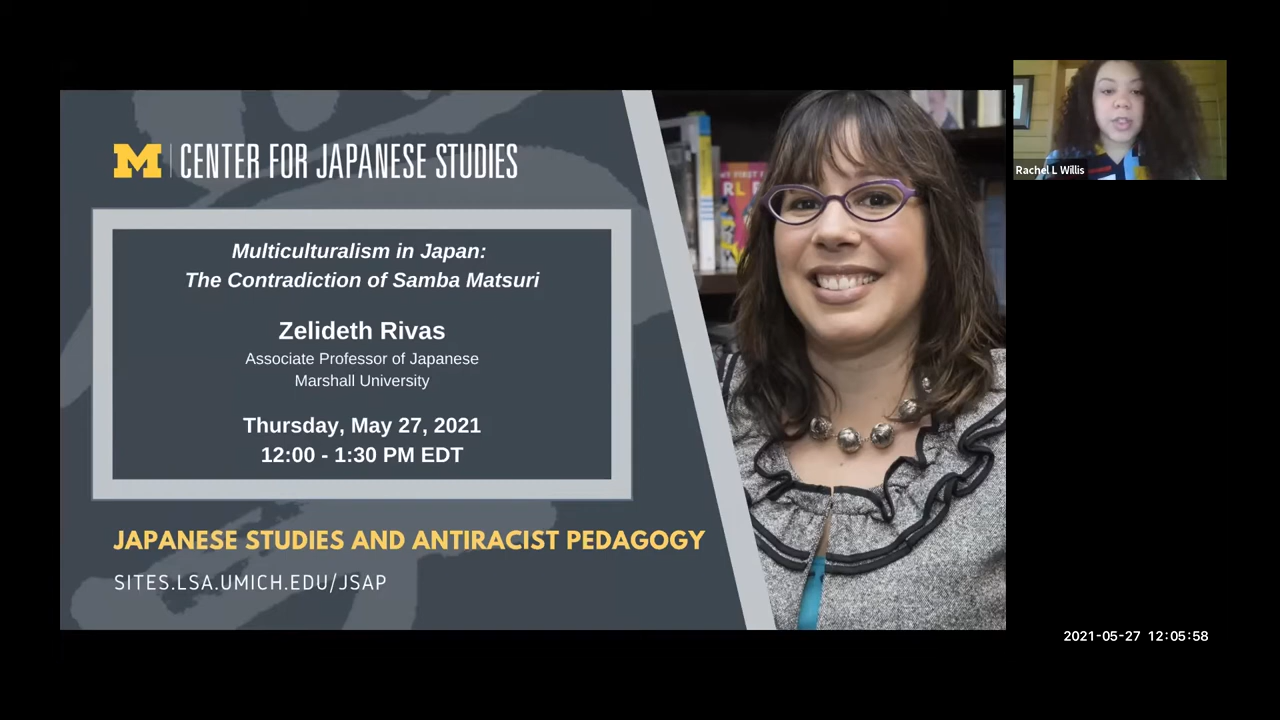 M CENTER FOR JAPANESE STUDIES
Multiculturalism in Japan:
The Contradiction of Samba Matsuri
Zelideth Rivas
Associate Professor of Japanese
Marshall University
Thursday, May 27, 2021
12:00 - 1:30 PM EDT
JAPANESE STUDIES AND ANTIRACIST PEDAGOGY
SITES.LSA.UMICH.EDU/JSAP
Rachel L Willis
2021-05-27 12:05:58